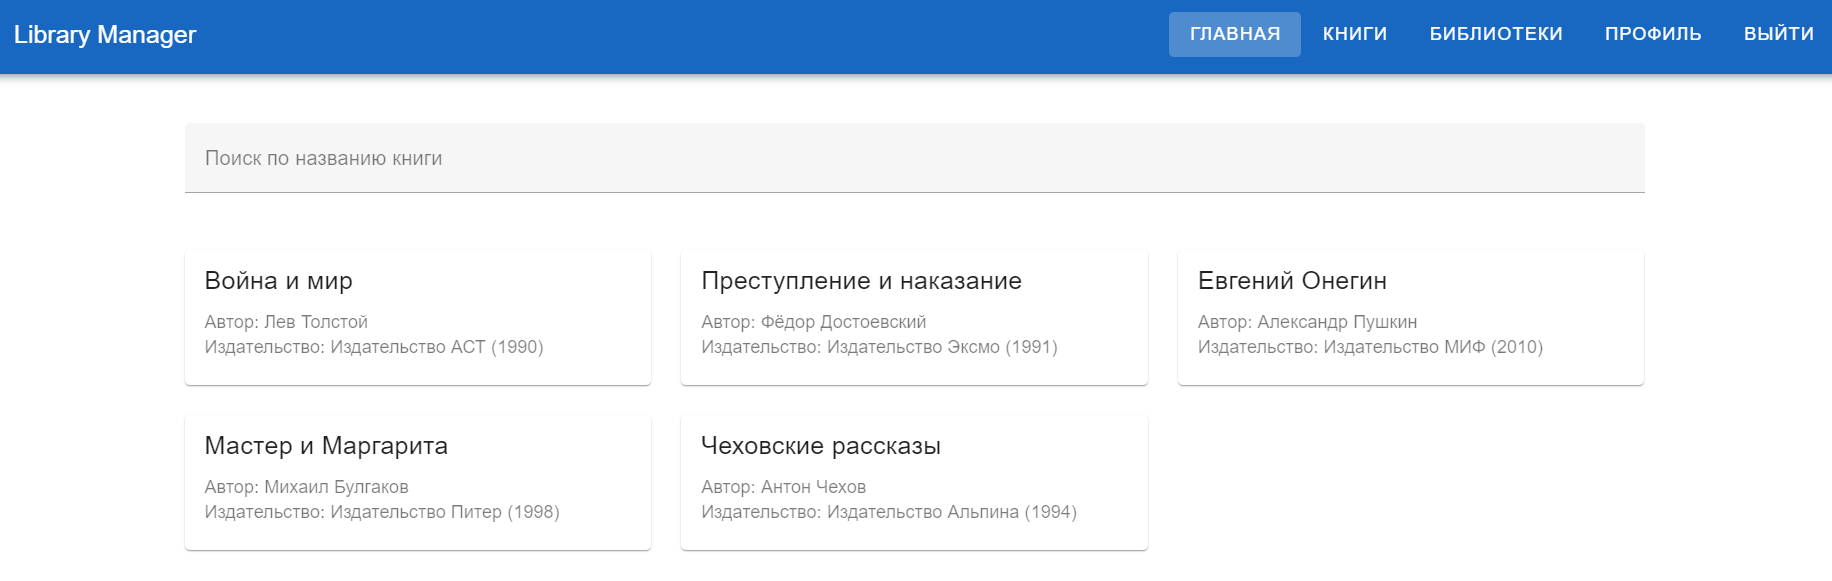 Library Manager
ГЛАВНАЯ
КНИГИ
БИБЛИОТЕКИ
ПРОФИЛЬ
ВЫЙТИ
Поиск по названию книги
Война и мир
Автор: Лев Толстой
Издательство: Издательство АСТ (1990)
Преступление и наказание
Автор: Фёдор Достоевский
Издательство: Издательство Эксмо (1991)
Евгений Онегин
Автор: Александр Пушкин
Издательство: Издательство МИФ (2010)
Мастер и Маргарита
Автор: Михаил Булгаков
Издательство: Издательство Питер (1998)
Чеховские рассказы
Автор: Антон Чехов
Издательство: Издательство Альпина (1994)